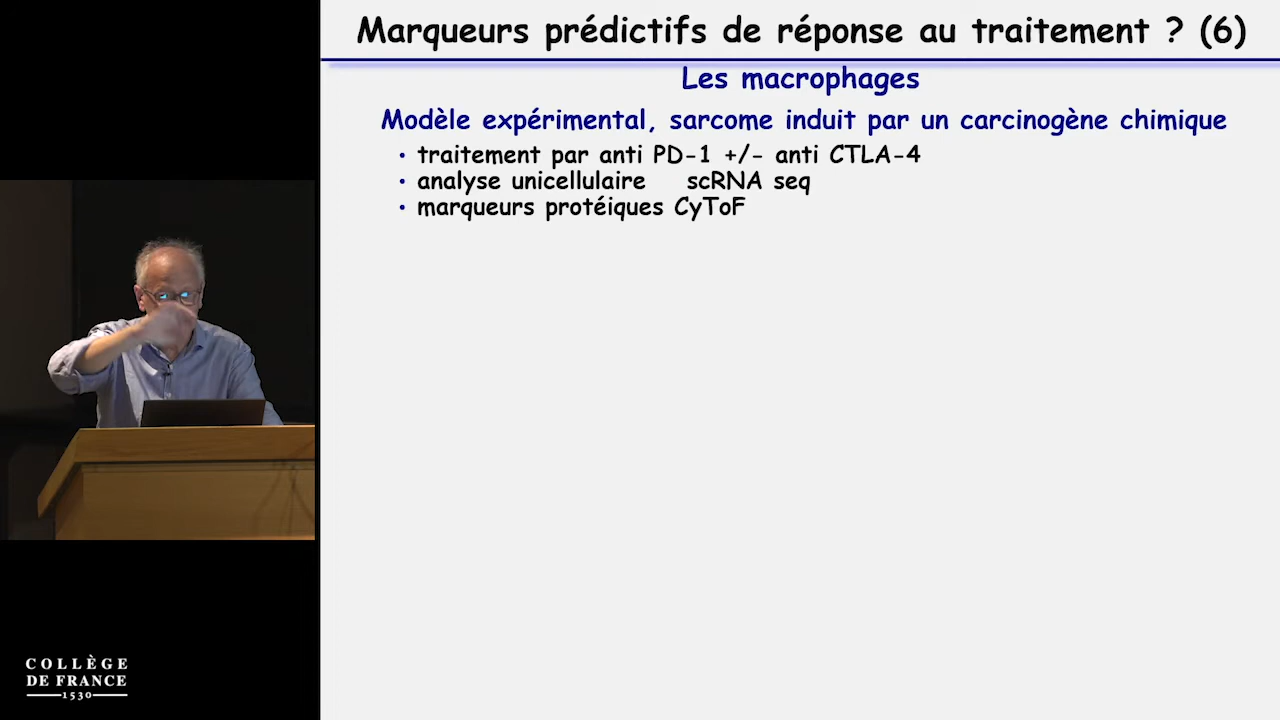 Marqueurs prédictifs de réponse au traitement ? (6)
Les macrophages
Modèle expérimental, sarcome induit par un carcinogène chimique
• traitement par anti PD-1 +/- anti CTLA-4
• analyse unicellulaire scRNA seq
• marqueurs protéiques CyToF
COLLÈGE
DE FRANCE
1530